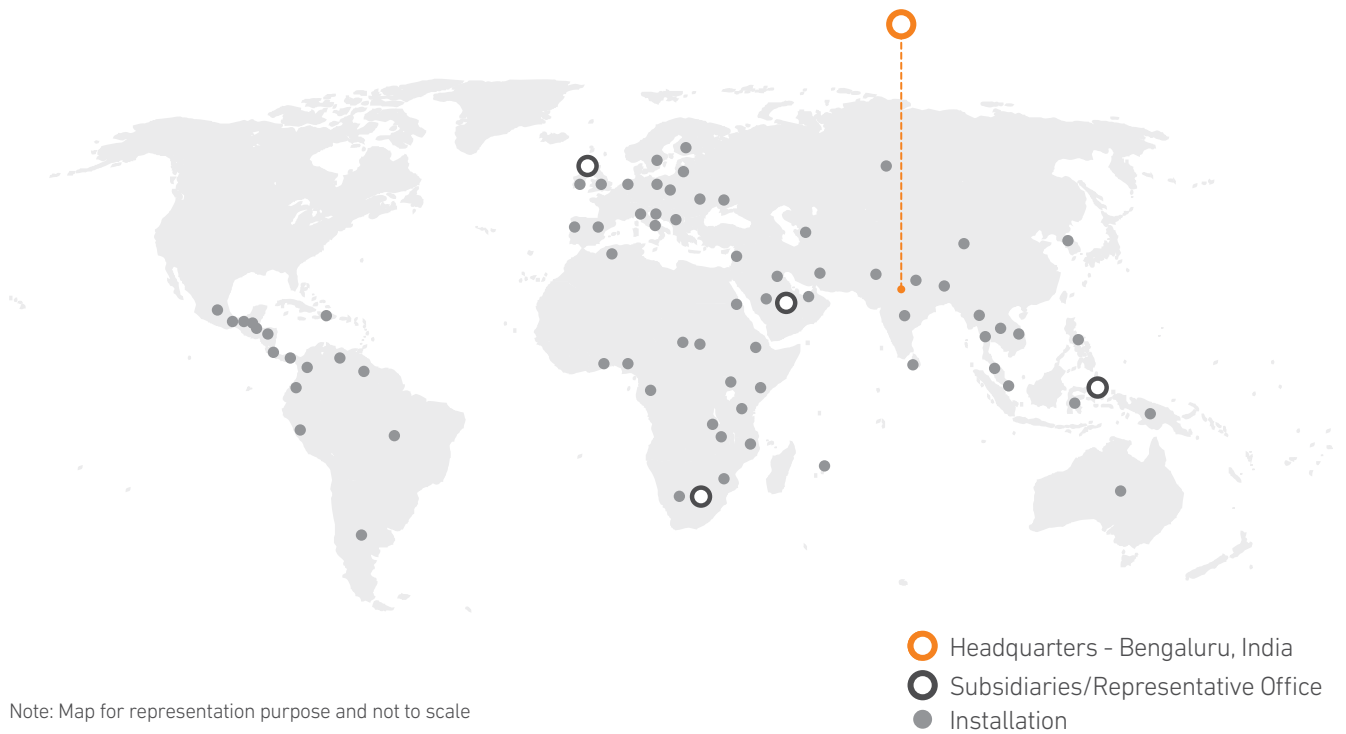 Headquarters - Bengaluru, India
Subsidiaries/Representative Office
Installation
Note: Map for representation purpose and not to scale